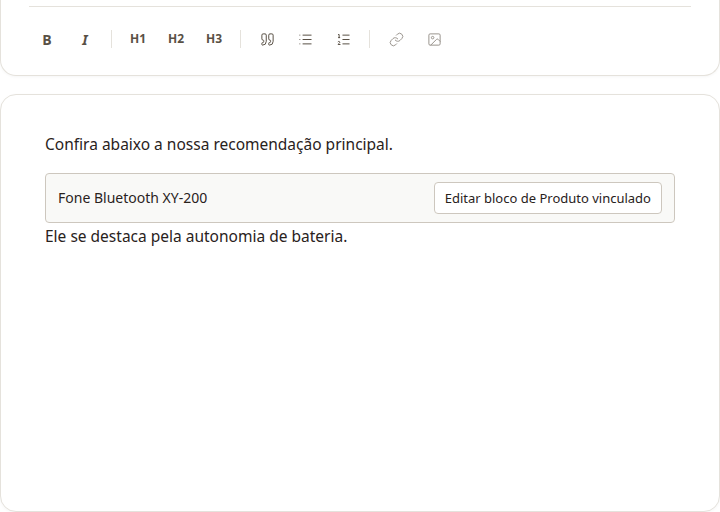 B I H1 H2 H3
Confira abaixo a nossa recomendação principal.
Fone Bluetooth XY-200 Editar bloco de Produto vinculado
Ele se destaca pela autonomia de bateria.